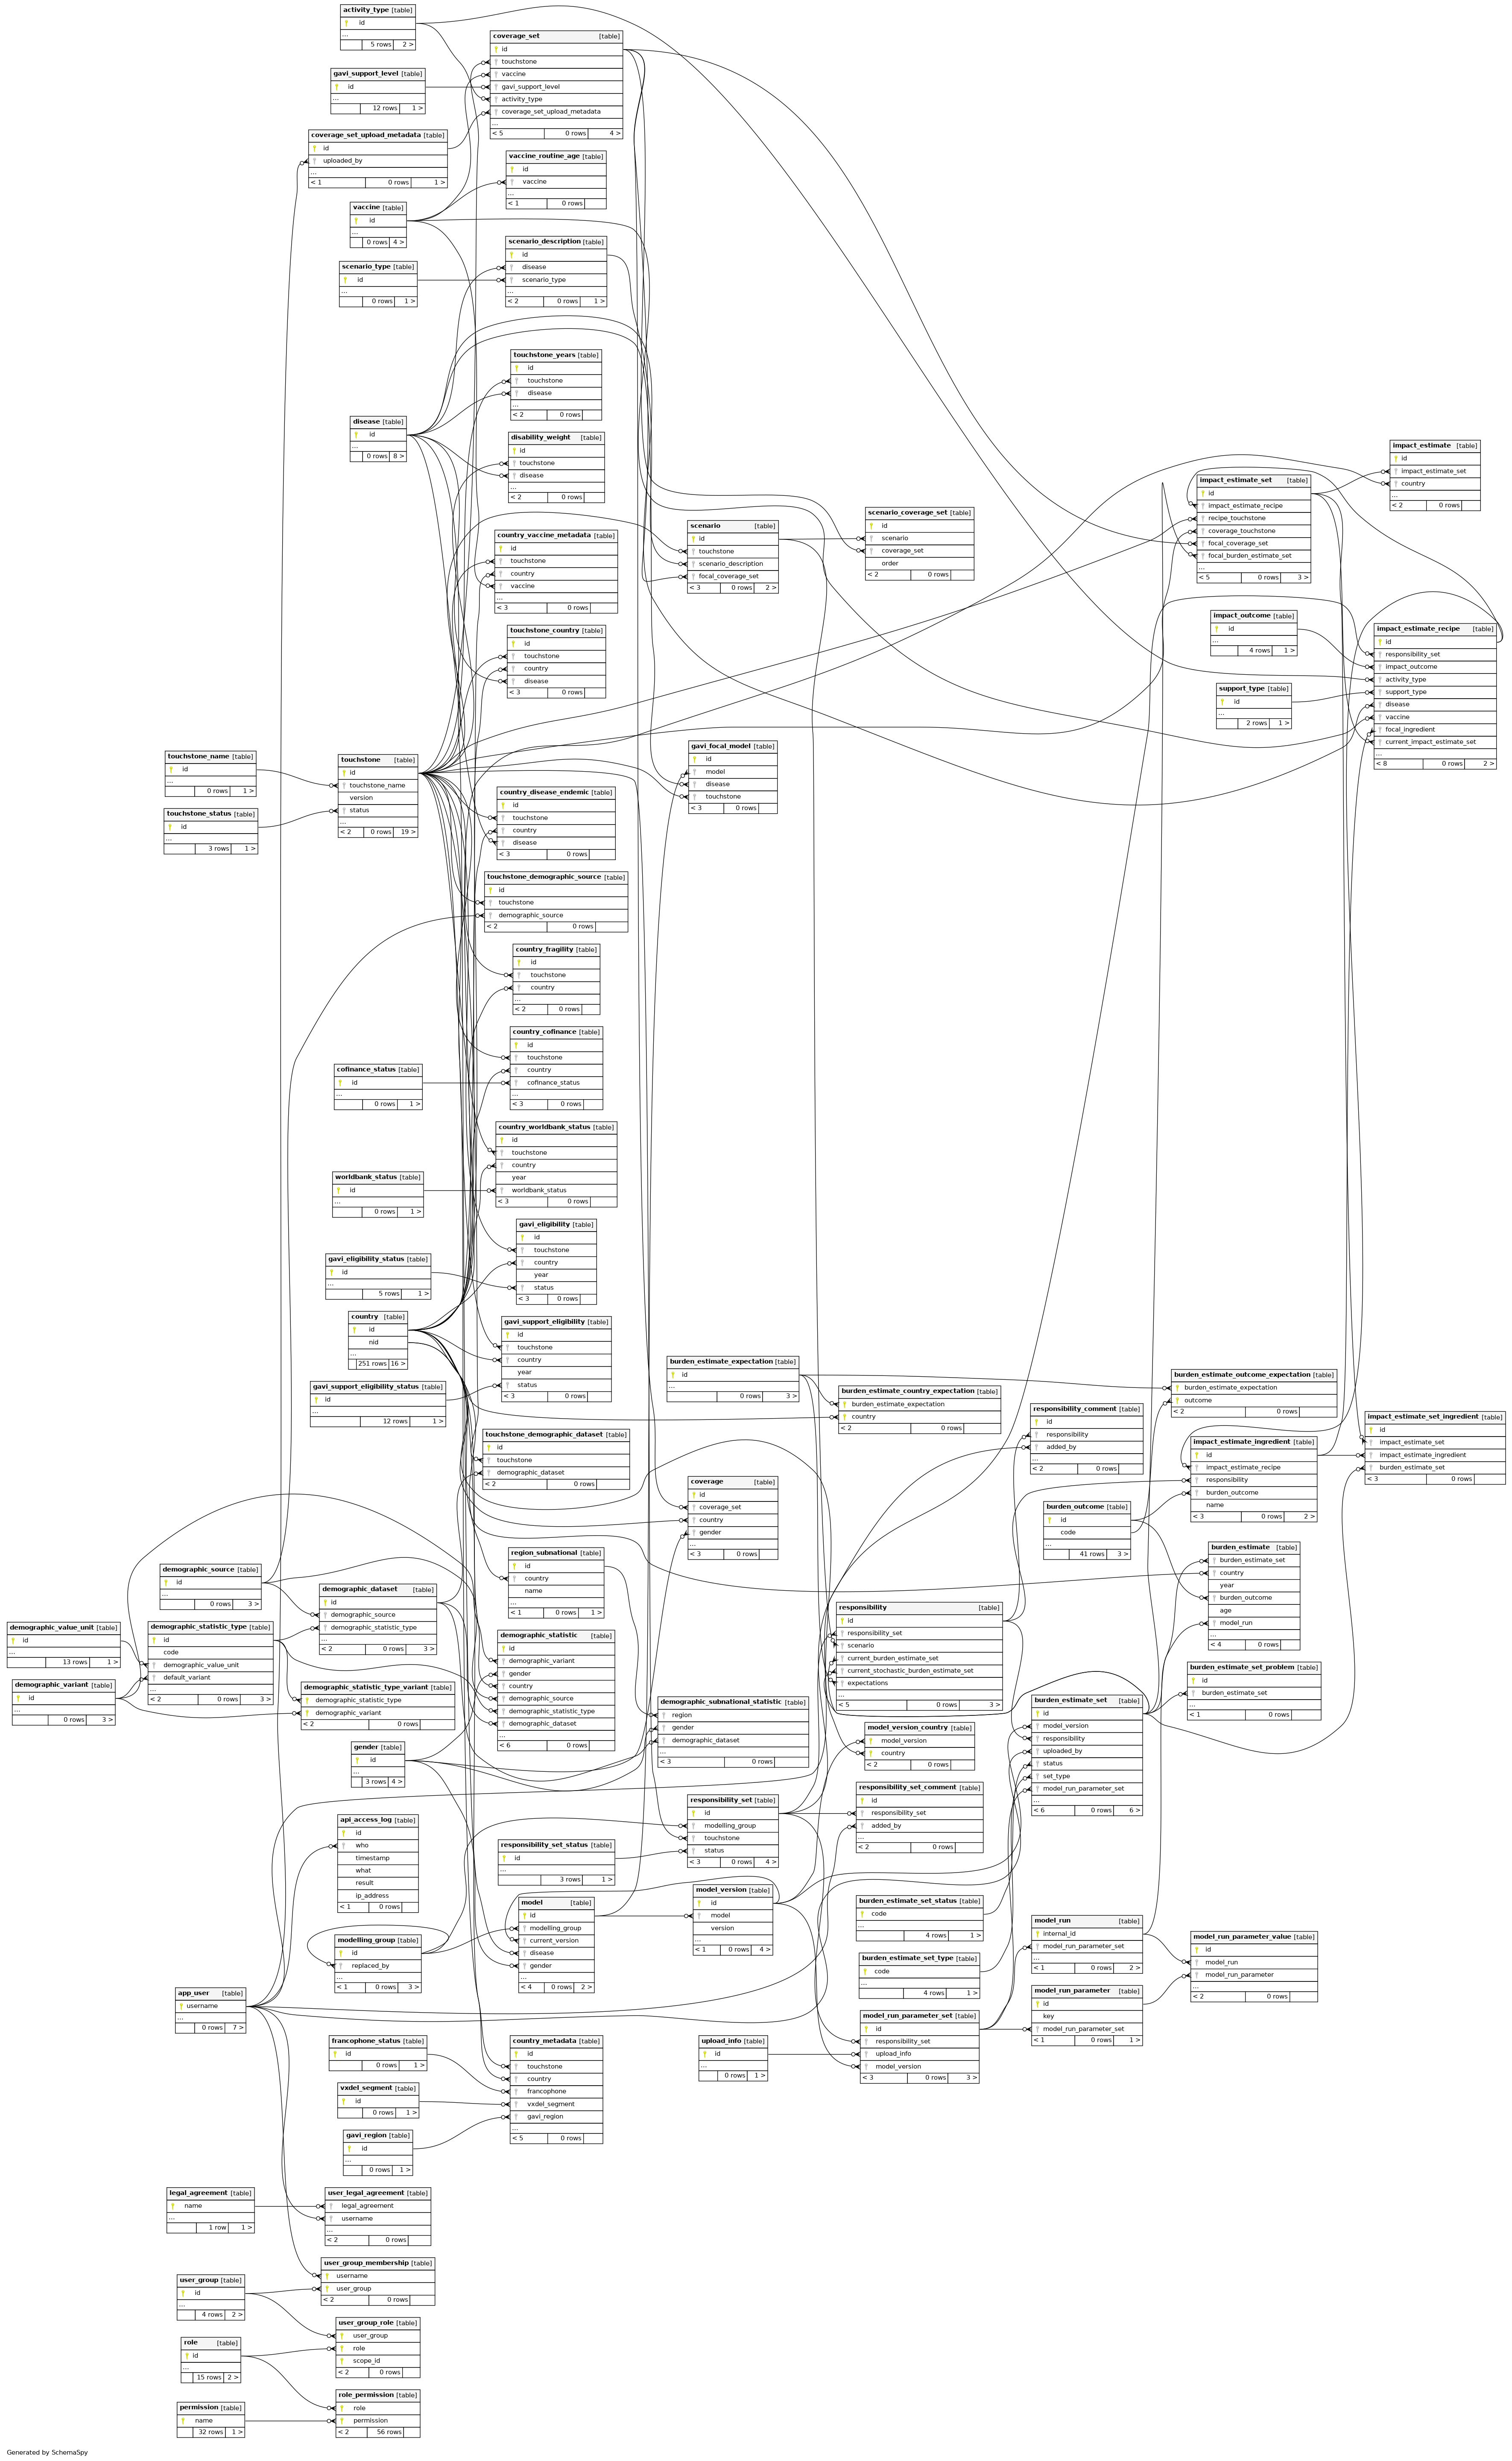 activity_type [table]
id
...
5 rows 2 >
coverage_set [table]
id
touchstone
vaccine
gavi_support_level
activity_type
coverage_set_upload_metadata
...
< 5 0 rows 4 >
gavi_support_level [table]
id
...
12 rows 1 >
coverage_set_upload_metadata [table]
id
uploaded_by
...
< 1 0 rows 1 >
vaccine_routine_age [table]
id
vaccine
...
< 1 0 rows
vaccine [table]
id
...
0 rows 4 >
scenario_description [table]
id
disease
scenario_type
...
< 2 0 rows 1 >
scenario_type [table]
id
...
0 rows 1 >
touchstone_years [table]
id
touchstone
disease
...
< 2 0 rows
disease [table]
id
...
0 rows 8 >
disability_weight [table]
id
touchstone
disease
...
< 2 0 rows
impact_estimate [table]
id
impact_estimate_set
country
...
< 2 0 rows
impact_estimate_set [table]
id
impact_estimate_recipe
recipe_touchstone
coverage_touchstone
focal_coverage_set
focal_burden_estimate_set
...
< 5 0 rows 3 >
scenario_coverage_set [table]
id
scenario
coverage_set
order
< 2 0 rows
scenario [table]
id
touchstone
scenario_description
focal_coverage_set
< 3 0 rows 2 >
country_vaccine_metadata [table]
id
touchstone
country
vaccine
...
< 3 0 rows
impact_outcome [table]
id
...
4 rows 1 >
impact_estimate_recipe [table]
id
responsibility_set
impact_outcome
activity_type
support_type
disease
vaccine
focal_ingredient
current_impact_estimate_set
...
< 8 0 rows 2 >
touchstone_country [table]
id
touchstone
country
disease
< 3 0 rows
support_type [table]
id
...
2 rows 1 >
gavi_focal_model [table]
id
model
disease
touchstone
< 3 0 rows
touchstone_name [table]
id
...
0 rows 1 >
touchstone [table]
id
touchstone_name
version
status
...
< 2 0 rows 19 >
touchstone_status [table]
id
...
3 rows 1 >
country_disease_endemic [table]
id
touchstone
country
disease
< 3 0 rows
touchstone_demographic_source [table]
id
touchstone
demographic_source
< 2 0 rows
country_fragility [table]
id
touchstone
country
...
< 2 0 rows
country_cofinance [table]
id
touchstone
country
cofinance_status
...
< 3 0 rows
cofinance_status [table]
id
...
0 rows 1 >
country_worldbank_status [table]
id
touchstone
country
year
worldbank_status
< 3 0 rows
worldbank_status [table]
id
...
0 rows 1 >
gavi_eligibility [table]
id
touchstone
country
year
status
< 3 0 rows
gavi_eligibility_status [table]
id
...
5 rows 1 >
country [table]
id
nid
...
251 rows 16 >
gavi_support_eligibility [table]
id
touchstone
country
year
status
< 3 0 rows
gavi_support_eligibility_status [table]
id
...
12 rows 1 >
burden_estimate_expectation [table]
id
...
0 rows 3 >
burden_estimate_country_expectation [table]
burden_estimate_expectation
country
< 2 0 rows
burden_estimate_outcome_expectation [table]
burden_estimate_expectation
outcome
< 2 0 rows
responsibility_comment [table]
id
responsibility
added_by
...
< 2 0 rows
impact_estimate_set_ingredient [table]
id
impact_estimate_set
impact_estimate_ingredient
burden_estimate_set
< 3 0 rows
impact_estimate_ingredient [table]
id
impact_estimate_recipe
responsibility
burden_outcome
name
< 3 0 rows 2 >
touchstone_demographic_dataset [table]
id
touchstone
demographic_dataset
< 2 0 rows
coverage [table]
id
coverage_set
country
gender
...
< 3 0 rows
burden_outcome [table]
id
code
...
41 rows 3 >
burden_estimate [table]
burden_estimate_set
country
year
burden_outcome
age
model_run
...
< 4 0 rows
region_subnational [table]
id
country
name
...
< 1 0 rows 1 >
demographic_source [table]
id
...
0 rows 3 >
demographic_dataset [table]
id
demographic_source
demographic_statistic_type
...
< 2 0 rows 3 >
demographic_value_unit [table]
id
...
13 rows 1 >
demographic_statistic_type [table]
id
code
demographic_value_unit
default_variant
...
< 2 0 rows 3 >
demographic_variant [table]
id
...
0 rows 3 >
demographic_statistic_type_variant [table]
demographic_statistic_type
demographic_variant
< 2 0 rows
demographic_statistic [table]
id
demographic_variant
gender
country
demographic_source
demographic_statistic_type
demographic_dataset
...
< 6 0 rows
responsibility [table]
id
responsibility_set
scenario
current_burden_estimate_set
current_stochastic_burden_estimate_set
expectations
...
< 5 0 rows 3 >
burden_estimate_set_problem [table]
id
burden_estimate_set
...
< 1 0 rows
demographic_subnational_statistic [table]
region
gender
demographic_dataset
...
< 3 0 rows
burden_estimate_set [table]
id
model_version
responsibility
uploaded_by
status
set_type
model_run_parameter_set
...
< 6 0 rows 6 >
gender [table]
id
...
3 rows 4 >
model_version_country [table]
model_version
country
< 2 0 rows
responsibility_set_comment [table]
id
responsibility_set
added_by
...
< 2 0 rows
responsibility_set [table]
id
modelling_group
touchstone
status
< 3 0 rows 4 >
api_access_log [table]
id
who
timestamp
what
result
ip_address
< 1 0 rows
responsibility_set_status [table]
id
...
3 rows 1 >
model_version [table]
id
model
version
...
< 1 0 rows 4 >
model [table]
id
modelling_group
current_version
disease
gender
...
< 4 0 rows 2 >
modelling_group [table]
id
replaced_by
...
< 1 0 rows 3 >
burden_estimate_set_status [table]
code
...
4 rows 1 >
burden_estimate_set_type [table]
code
...
4 rows 1 >
model_run [table]
internal_id
model_run_parameter_set
...
< 1 0 rows 2 >
model_run_parameter_value [table]
id
model_run
model_run_parameter
...
< 2 0 rows
model_run_parameter [table]
id
key
model_run_parameter_set
< 1 0 rows 1 >
app_user [table]
username
...
0 rows 7 >
model_run_parameter_set [table]
id
responsibility_set
upload_info
model_version
< 3 0 rows 3 >
francophone_status [table]
id
0 rows 1 >
country_metadata [table]
id
touchstone
country
francophone
vxdel_segment
gavi_region
...
< 5 0 rows
upload_info [table]
id
...
0 rows 1 >
vxdel_segment [table]
id
0 rows 1 >
gavi_region [table]
id
...
0 rows 1 >
legal_agreement [table]
name
...
1 row 1 >
user_legal_agreement [table]
legal_agreement
username
...
< 2 0 rows
user_group_membership [table]
username
user_group
< 2 0 rows
user_group [table]
id
...
4 rows 2 >
user_group_role [table]
user_group
role
scope_id
< 2 0 rows
role [table]
id
...
15 rows 2 >
role_permission [table]
role
permission
< 2 56 rows
permission [table]
name
32 rows 1 >
Generated by SchemaSpy